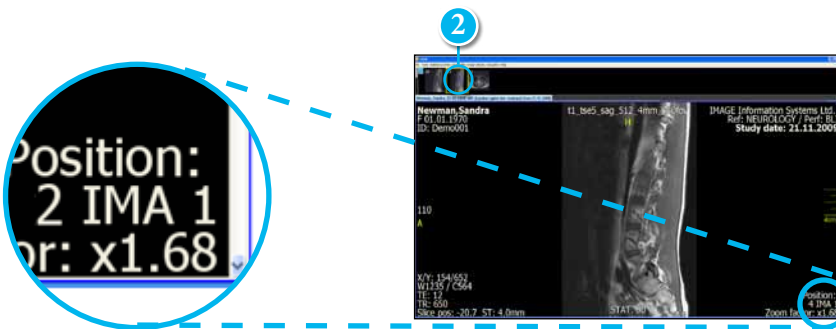 2
Newman,Sandra
F 01.01.1970
ID: Demo001
t1_tse5_sag_512_4mm
H
IMAGE Information Systems Ltd.
Ref: NEUROLOGY / Perf: BL
Study date: 21.11.2009
Position:
2 IMA 1
or: x1.68
110
A
X/Y: 154/652
W1235 / C564
TE: 12
TR: 650
Slice pos: -20.7 ST: 4.0mm
Position:
4 IMA
Zoom factor: x1.68